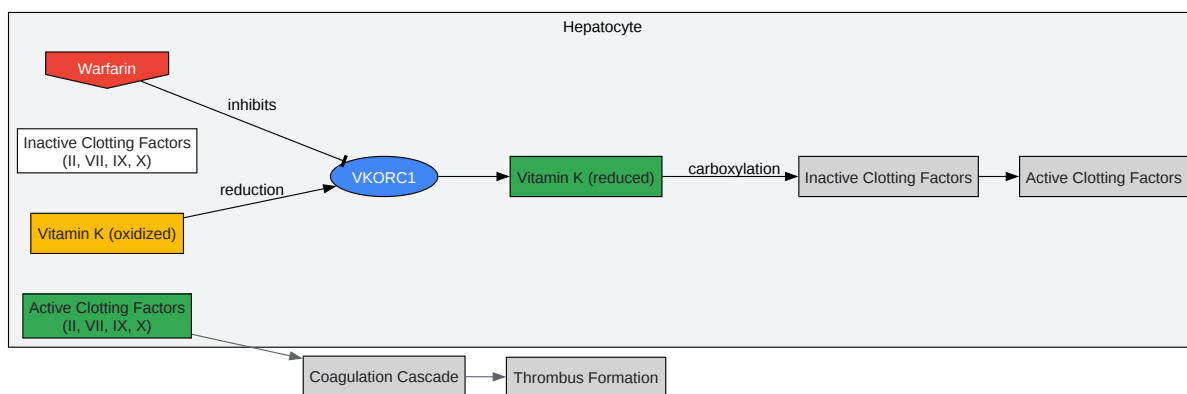 Hepatocyte
Warfarin
inhibits
Inactive Clotting Factors
(II, VII, IX, X)
VKORC1
Vitamin K (reduced)
carboxylation
Inactive Clotting Factors
Active Clotting Factors
reduction
Vitamin K (oxidized)
Active Clotting Factors
(II, VII, IX, X)
Coagulation Cascade
Thrombus Formation